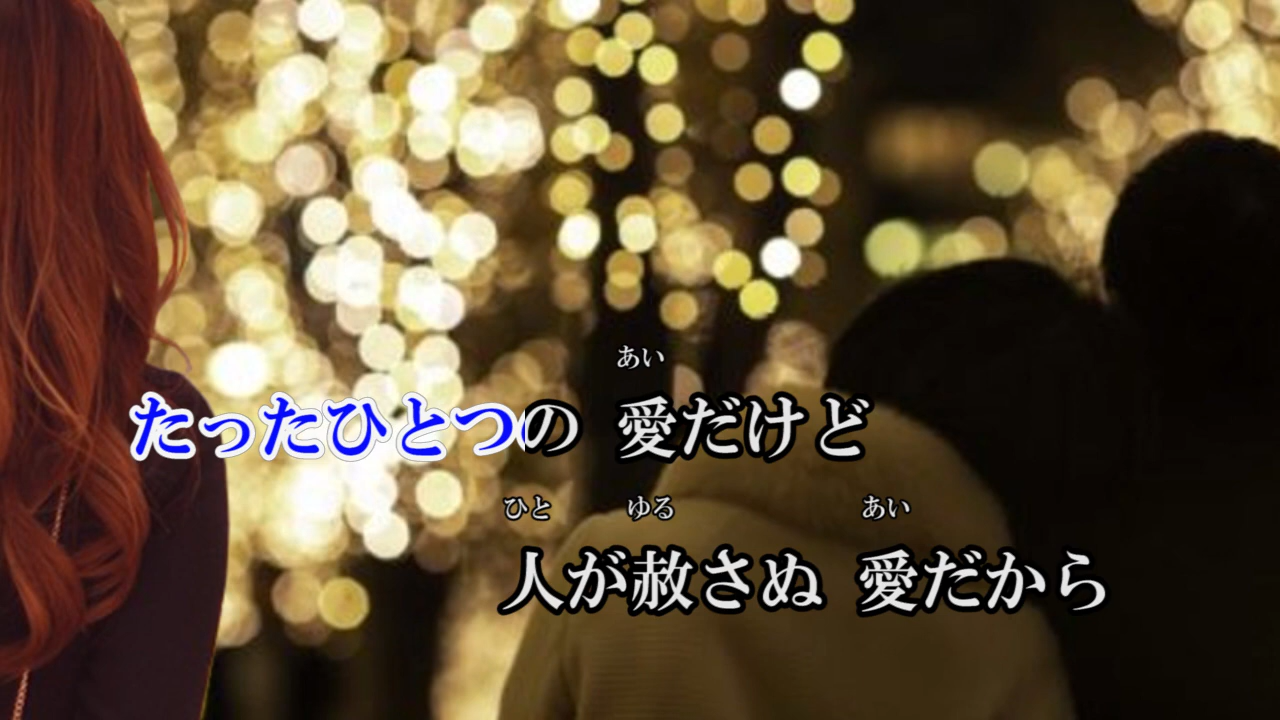 あい
たったひとつの 愛だけど
ひと ゆる あい
人が赦さぬ 愛だから